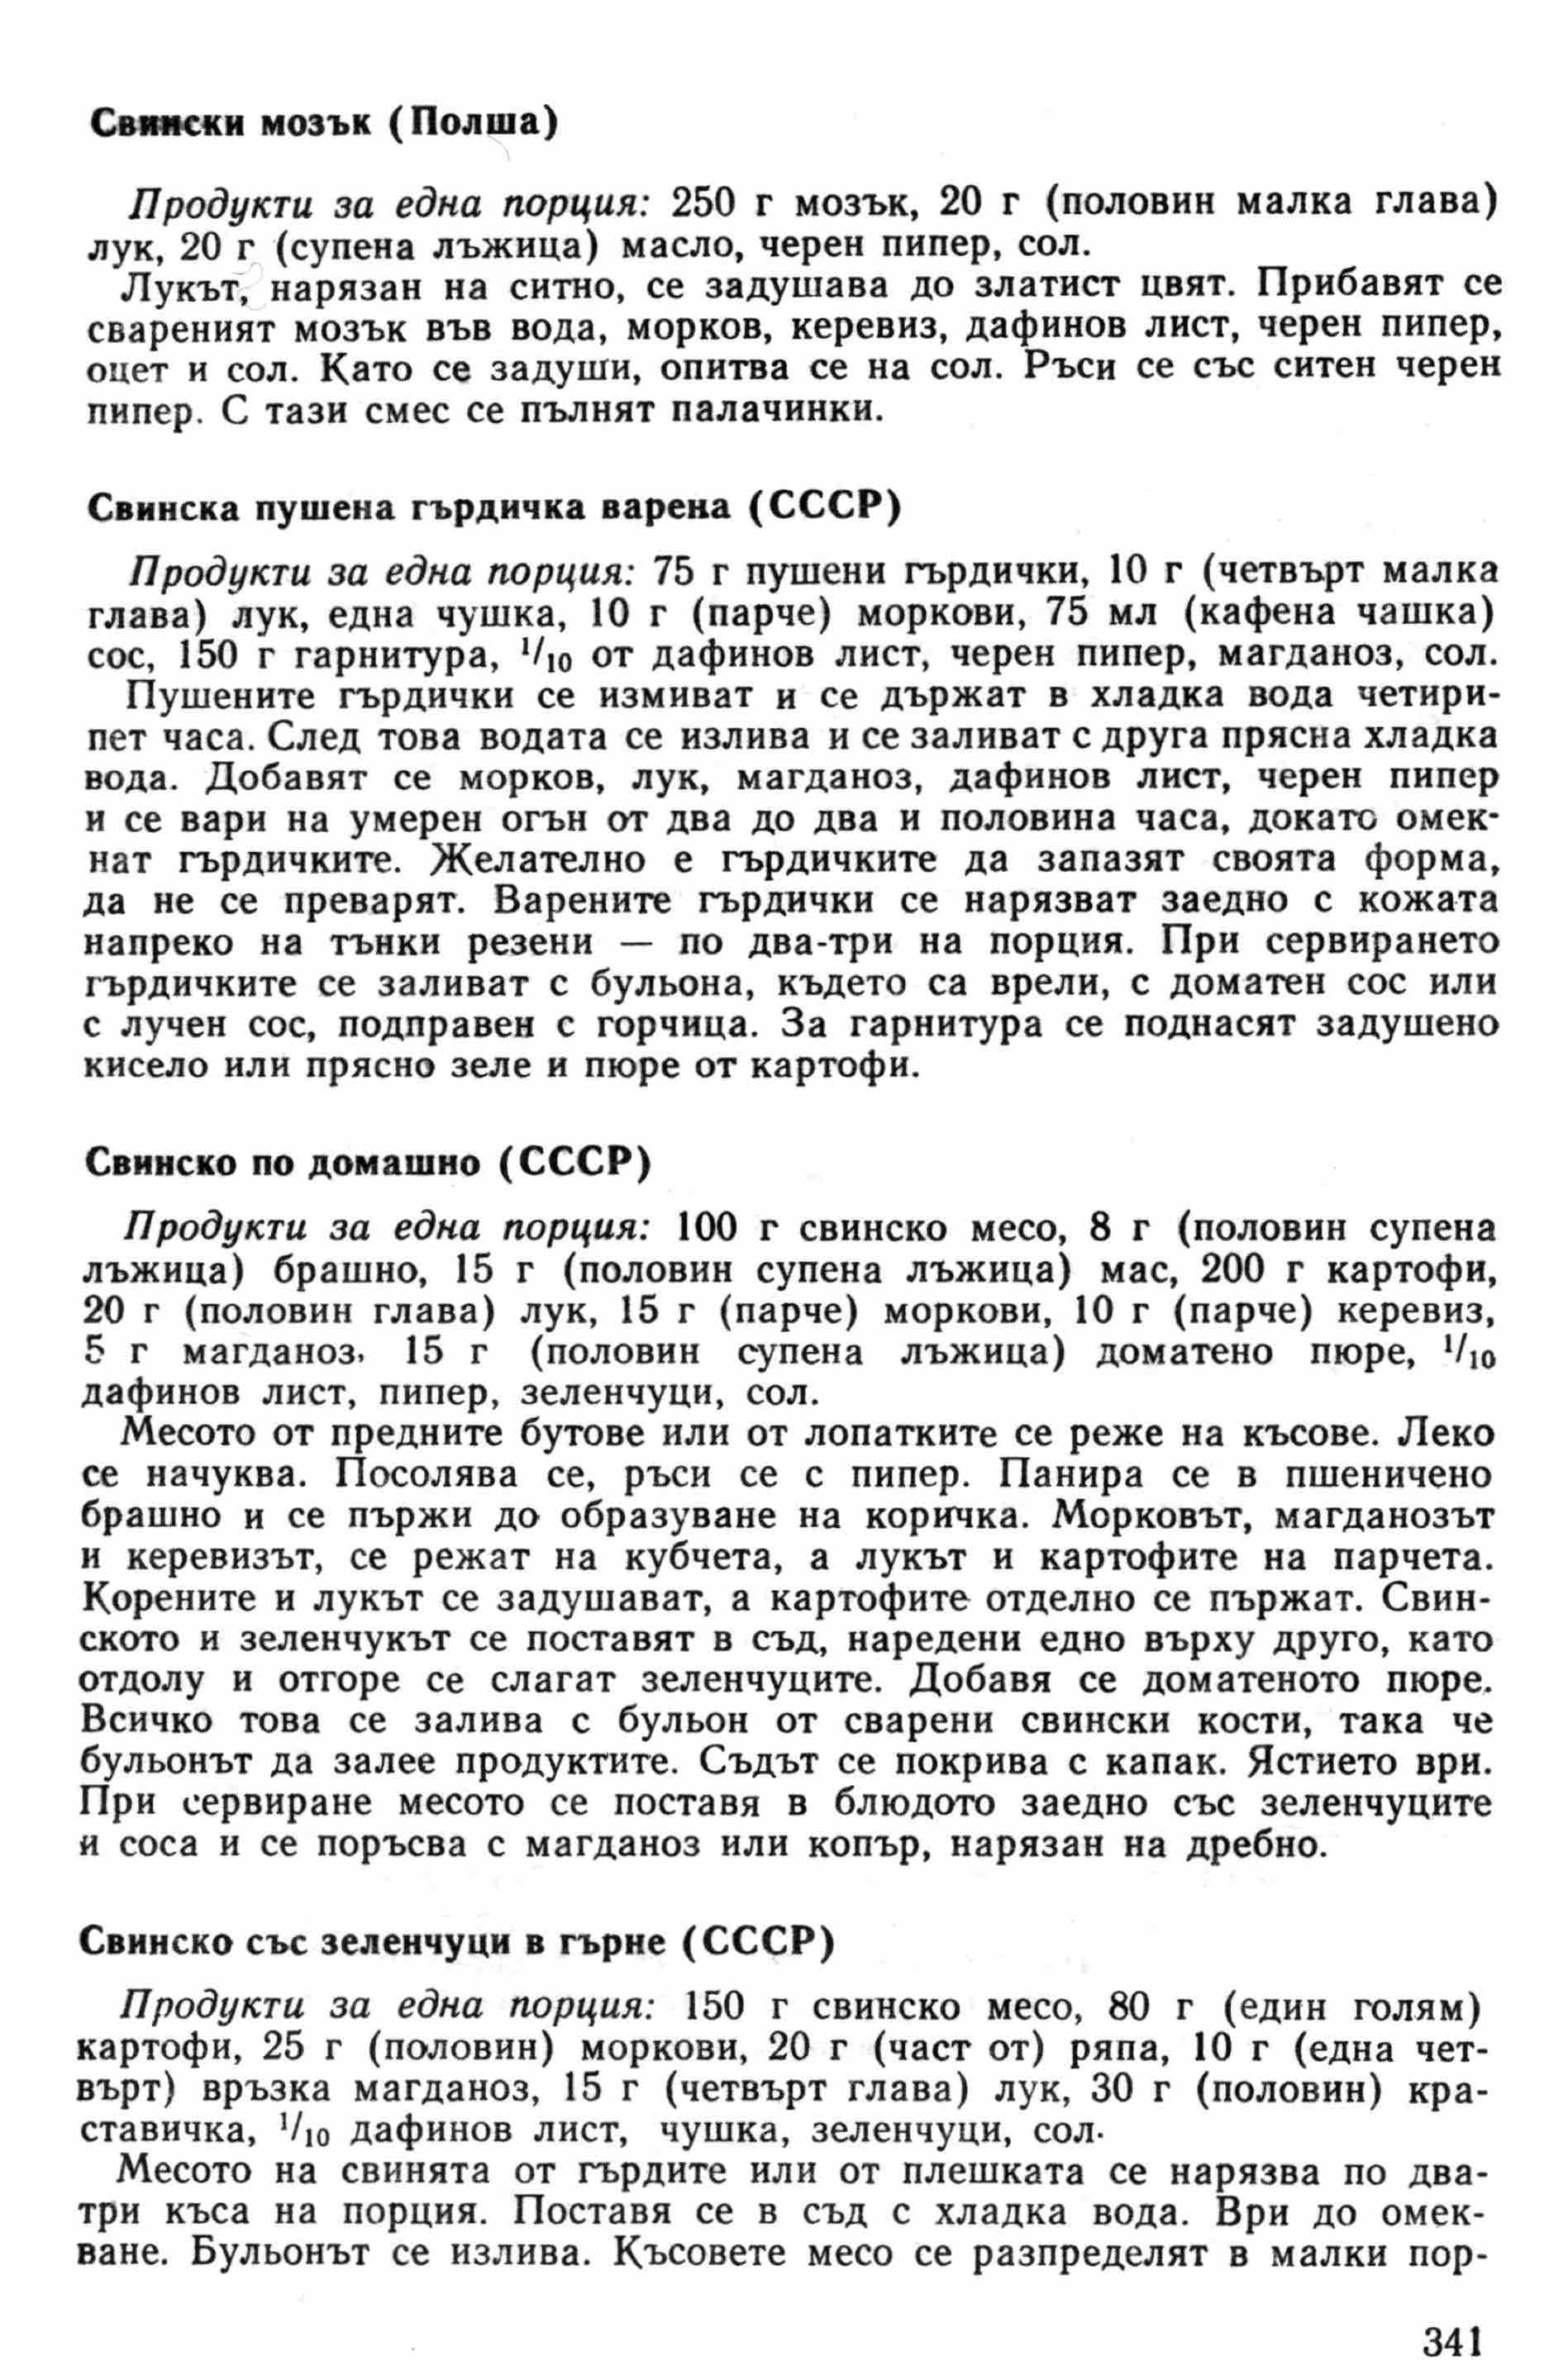 Свински мозък (Полша)
Продукти за една порция: 250 г мозък, 20 г (половин малка глава)
лук, 20 г (супена лъжица) масло, черен пипер, сол.
Лукът, нарязан на ситно, се задушава до златист цвят. Прибавят се
свареният мозък във вода, морков, керевиз, дафинов лист, черен пипер,
оцет и сол. Като се задуши, опитва се на сол. Ръси се със ситен черен
пипер. С тази смес се пълнят палачинки.
Свинска пушена гърдичка варена (СССР)
Продукти за една порция: 75 г пушени гърдички, 10 г (четвърт малка
глава) лук, една чушка, 10 г (парче) моркови, 75 мл (кафена чашка)
сос, 150 г гарнитура, 1/10 от дафинов лист, черен пипер, магданоз, сол.
Пушените гърдички се измиват и се държат в хладка вода четири-
пет часа. След това водата се излива и се заливат с друга прясна хладка
вода. Добавят се морков, лук, магданоз, дафинов лист, черен пипер
и се вари на умерен огън от два до два и половина часа, докато омек-
нат гърдичките. Желателно е гърдичките да запазят своята форма,
да не се преварят. Варените гърдички се нарязват заедно с кожата
напреко на тънки резени — по два-три на порция. При сервирането
гърдичките се заливат с бульона, където са врели, с доматен сос или
с лучен сос, подправен с горчица. За гарнитура се поднасят задушено
кисело или прясно зеле и пюре от картофи.
Свинско по домашно (СССР)
Продукти за една порция: 100 г свинско месо, 8 г (половин супена
лъжица) брашно, 15 г (половин супена лъжица) мас, 200 г картофи,
20 г (половин глава) лук, 15 г (парче) моркови, 10 г (парче) керевиз,
5 г магданоз, 15 г (половин супена лъжица) доматено пюре, 1/10
дафинов лист, пипер, зеленчуци, сол.
Месото от предните бутове или от лопатките се реже на късове. Леко
се начуква. Посолява се, ръси се с пипер. Панира се в пшеничено
брашно и се пържи до образуване на коричка. Морковът, магданозът
и керевизът, се режат на кубчета, а лукът и картофите на парчета.
Корените и лукът се задушават, а картофите отделно се пържат. Свин-
ското и зеленчукът се поставят в съд, наредени едно върху друго, като
отдолу и отгоре се слагат зеленчуците. Добавя се доматеното пюре.
Всичко това се залива с бульон от сварени свински кости, така че
бульонът да залее продуктите. Съдът се покрива с капак. Ястието ври.
При сервиране месото се поставя в блюдото заедно със зеленчуците
и соса и се поръсва с магданоз или копър, нарязан на дребно.
Свинско със зеленчуци в гърне (СССР)
Продукти за една порция: 150 г свинско месо, 80 г (един голям)
картофи, 25 г (половин) моркови, 20 г (част от) ряпа, 10 г (една чет-
върт) връзка магданоз, 15 г (четвърт глава) лук, 30 г (половин) кра-
ставичка, 1/10 дафинов лист, чушка, зеленчуци, сол.
Месото на свинята от гърдите или от плешката се нарязва по два-
три къса на порция. Поставя се в съд с хладка вода. Ври до омек-
ване. Бульонът се излива. Късовете месо се разпределят в малки пор-
341